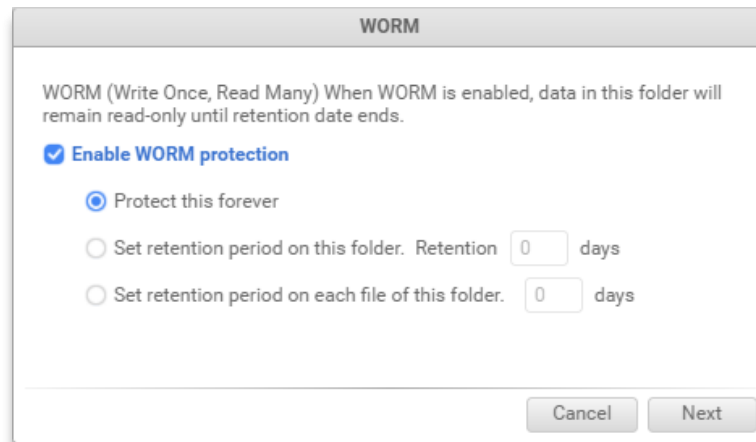 WORM
WORM (Write Once, Read Many) When WORM is enabled, data in this folder will
remain read-only until retention date ends.
Enable WORM protection
Protect this forever
Set retention period on this folder. Retention 0 days
Set retention period on each file of this folder. 0 days
Cancel Next